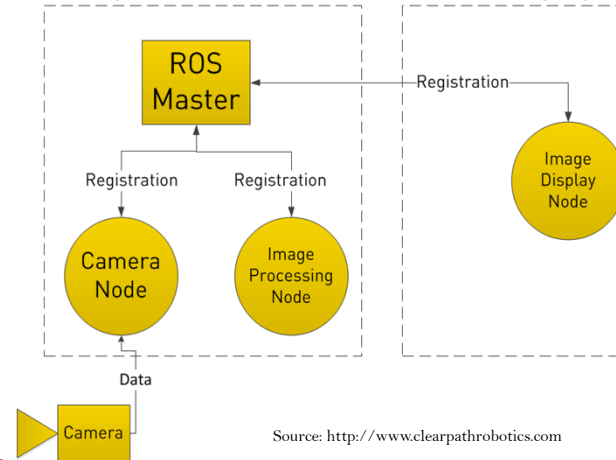 ROS
Master
Registration
Registration
Registration
Image
Display
Node
Camera
Node
Image
Processing
Node
Data
Camera
Source: http://www.clearpathrobotics.com